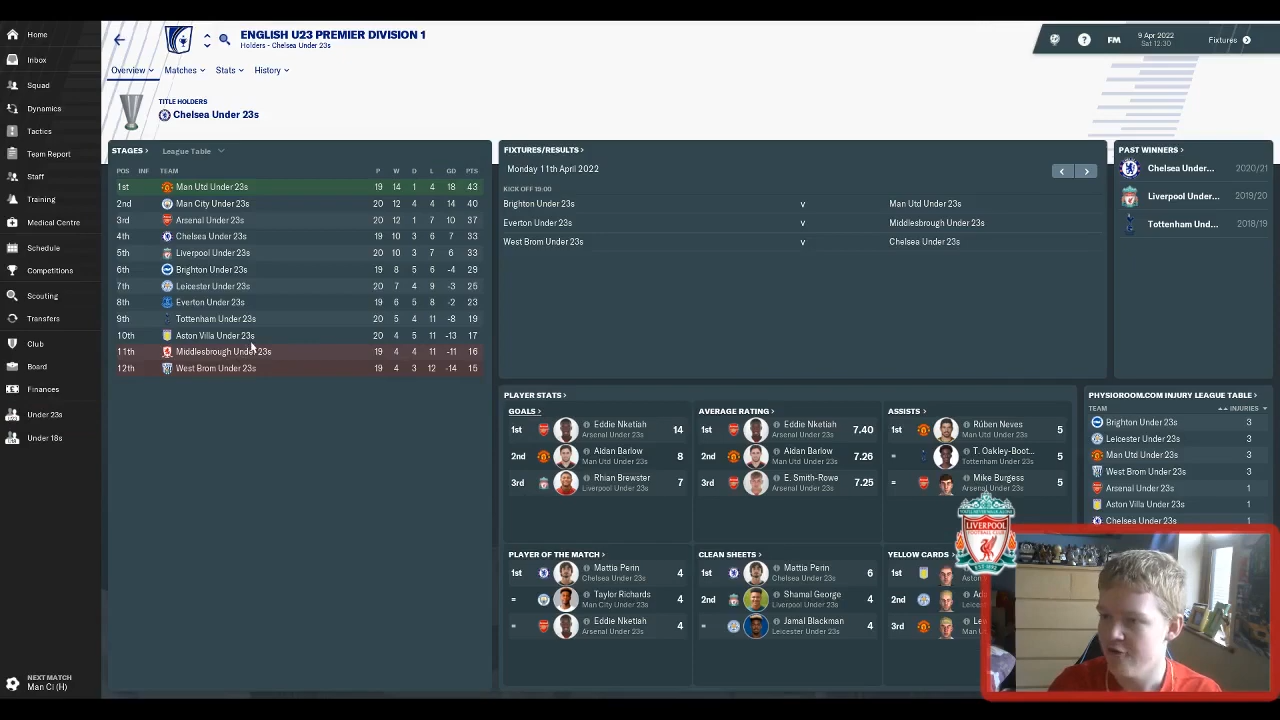 ENGLISH U23 PREMIER DIVISION 1
Holders - Chelsea Under 23s
9 Apr 2022
Sat 12:30
FM
Fixtures
Home
Inbox
Squad
Dynamics
Tactics
Team Report
Staff
Training
Medical Centre
Schedule
Competitions
Scouting
Transfers
Club
Board
Finances
Under 23s
Under 18s
NEXT MATCH
Man Ci (H)
Overview
Matches
Stats
History
TITLE HOLDERS
Chelsea Under 23s
STAGES >
League Table
POS INF TEAM P W D L GD PTS
1st Man Utd Under 23s 19 14 1 4 18 43
2nd Man City Under 23s 20 12 4 4 14 40
3rd Arsenal Under 23s 20 12 1 7 10 37
4th Chelsea Under 23s 19 10 3 6 7 33
5th Liverpool Under 23s 20 10 3 7 6 33
6th Brighton Under 23s 19 8 5 6 -4 29
7th Leicester Under 23s 20 7 4 9 -3 25
8th Everton Under 23s 19 6 5 8 -2 23
9th Tottenham Under 23s 20 5 4 11 -8 19
10th Aston Villa Under 23s 20 4 5 11 -13 17
11th Middlesbrough Under 23s 19 4 4 11 -11 16
12th West Brom Under 23s 19 4 3 12 -14 15
FIXTURES/RESULTS >
Monday 11th April 2022
KICK OFF 15:00
Brighton Under 23s v Man Utd Under 23s
Everton Under 23s v Middlesbrough Under 23s
West Brom Under 23s v Chelsea Under 23s
PAST WINNERS >
Chelsea Under... 2020/21
Liverpool Under... 2019/20
Tottenham Und... 2018/19
PLAYER STATS >
GOALS >
1st Eddie Nketiah 14
Arsenal Under 23s
2nd Aidan Barlow 8
Man Utd Under 23s
3rd Rhian Brewster 7
Liverpool Under 23s
AVERAGE RATING >
1st Eddie Nketiah 7.40
Arsenal Under 23s
2nd Aidan Barlow 7.26
Man Utd Under 23s
3rd E. Smith-Rowe 7.25
Arsenal Under 23s
ASSISTS >
1st Rúben Neves 5
Man Utd Under 23s
= T. Oakley-Boot... 5
Tottenham Under 23s
= Mike Burgess 5
Arsenal Under 23s
PLAYER OF THE MATCH >
1st Mattia Perin 4
Chelsea Under 23s
= Taylor Richards 4
Man City Under 23s
= Eddie Nketiah 4
Arsenal Under 23s
CLEAN SHEETS >
1st Mattia Perin 6
Chelsea Under 23s
2nd Shamal George 4
Liverpool Under 23s
= Jamal Blackman 4
Leicester Under 23s
YELLOW CARDS >
1st
2nd
3rd
PHYSIOROOM.COM INJURY LEAGUE TABLE >
TEAM INJURIES
Brighton Under 23s 3
Leicester Under 23s 3
Man Utd Under 23s 3
West Brom Under 23s 3
Arsenal Under 23s 1
Aston Villa Under 23s 1
Chelsea Under 23s 1
LIVERPOOL
FOOTBALL CLUB